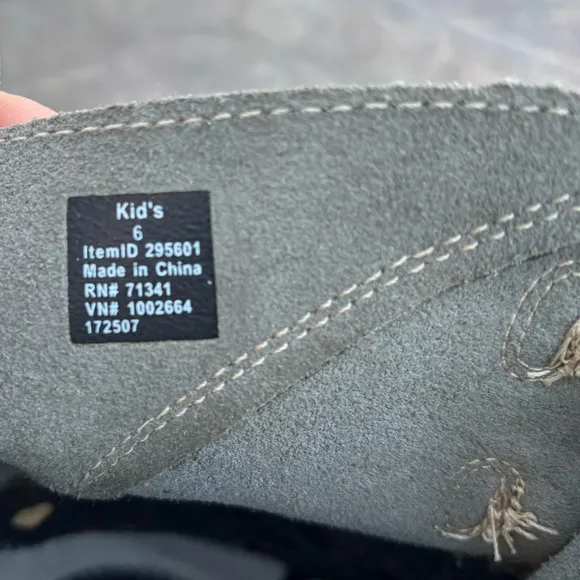 Kid's
6
ItemID 295601
Made in China
RN# 71341
VN# 1002664
172507